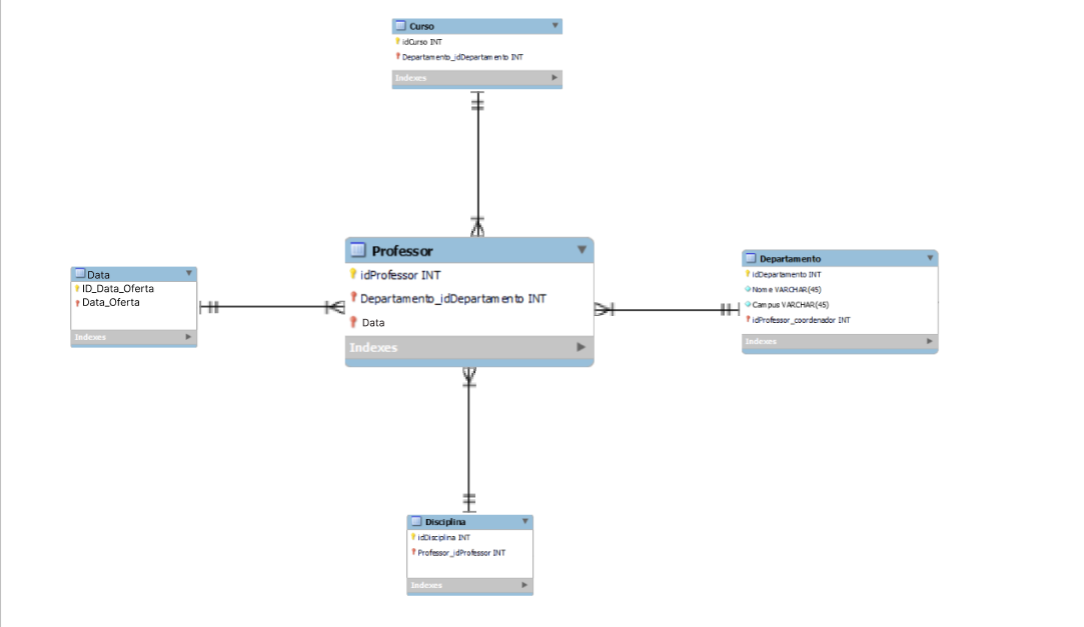 Curso
idCurso INT
Departamento_idDepartamento INT
Indexes
Professor
idProfessor INT
Departamento_idDepartamento INT
Data
Indexes
Data
ID_Data_Oferta
Data_Oferta
Indexes
Departamento
idDepartamento INT
Nome VARCHAR(45)
Campus VARCHAR(45)
idProfessor_coordenador INT
Indexes
Disciplina
idDisciplina INT
Professor_idProfessor INT
Indexes